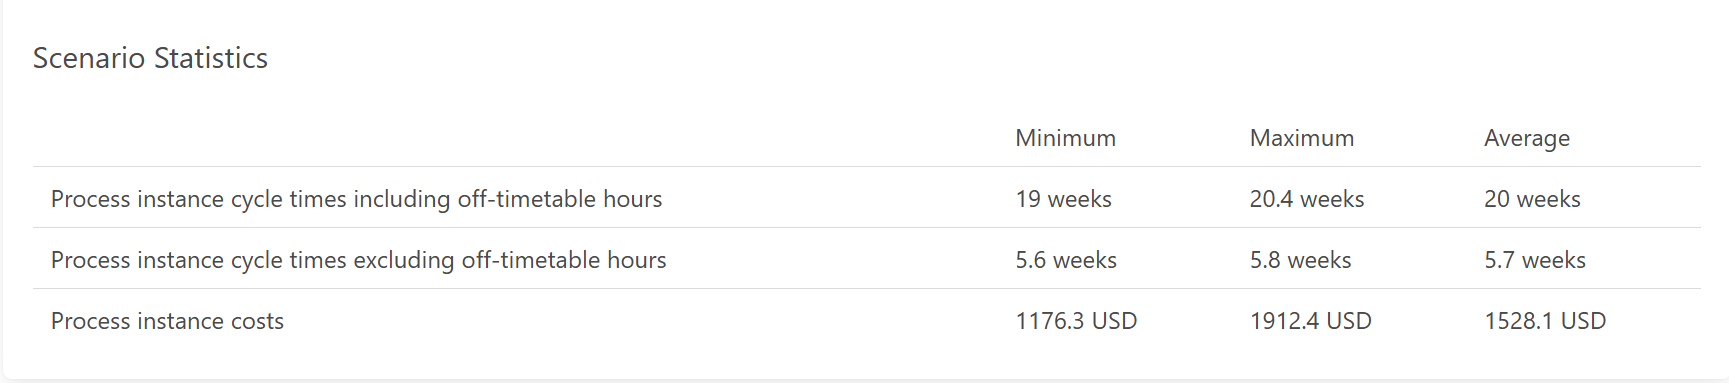 Scenario Statistics
Minimum Maximum Average
Process instance cycle times including off-timetable hours 19 weeks 20.4 weeks 20 weeks
Process instance cycle times excluding off-timetable hours 5.6 weeks 5.8 weeks 5.7 weeks
Process instance costs 1176.3 USD 1912.4 USD 1528.1 USD